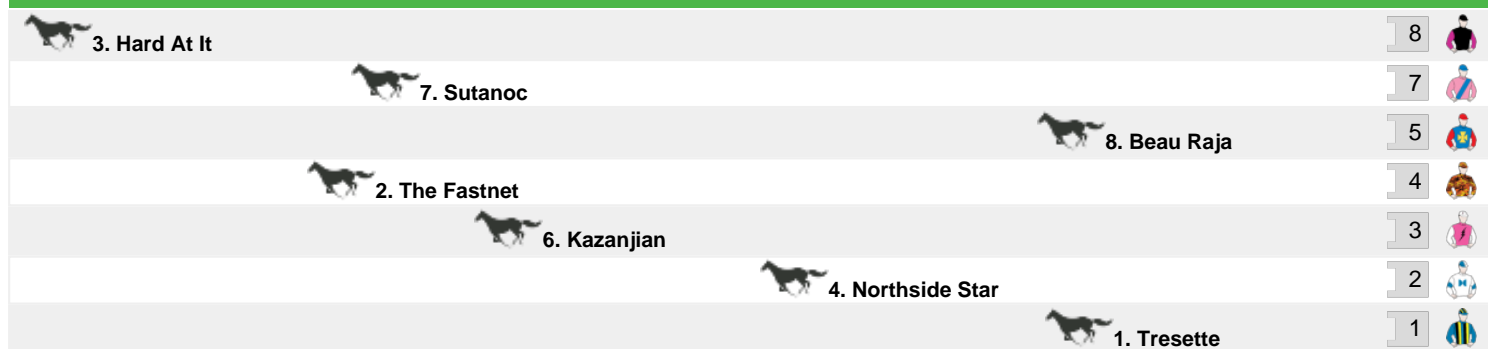 3. Hard At It 8
7. Sutanoc 7
8. Beau Raja 5
2. The Fastnet 4
6. Kazanjian 3
4. Northside Star 2
1. Tresette 1